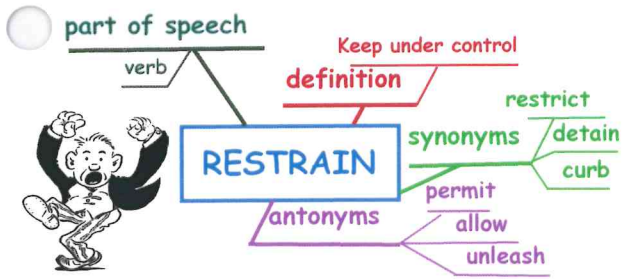 part of speech
verb
Keep under control
definition
RESTRAIN
synonyms
restrict
detain
curb
antonyms
permit
allow
unleash